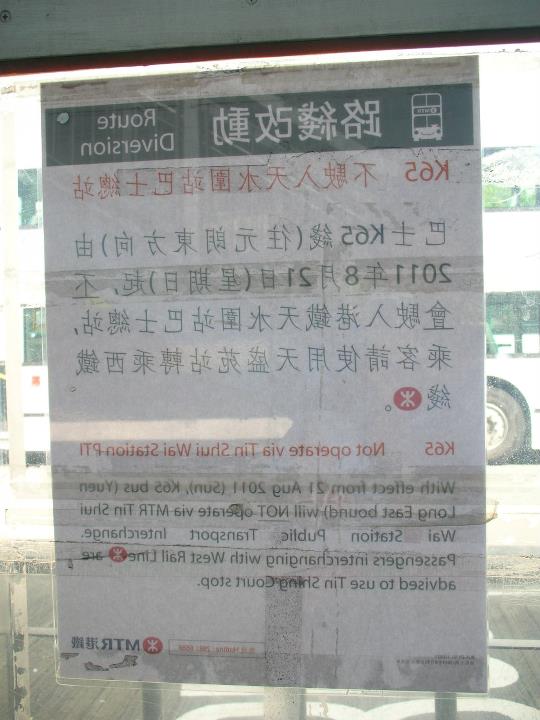 路綫改動
Route
Diversion
K65 不駛入天水圍站巴士總站
巴士K65綫(往元朗東方向)由
2011年8月21日(星期日)起，不
會駛入港鐵天水圍站巴士總站，
乘客請使用天盛苑站轉乘西鐵
綫。
K65 Not operate via Tin Shui Wai Station PTI
With effect from 21 Aug 2011 (Sun), K65 bus (Yuen
Long East bound) will NOT operate via MTR Tin Shui
Wai Station Public Transport Interchange.
Passengers interchanging with West Rail Line are
advised to use Tin Shing Court stop.
MTR港鐵
Hotline: 2881 8888